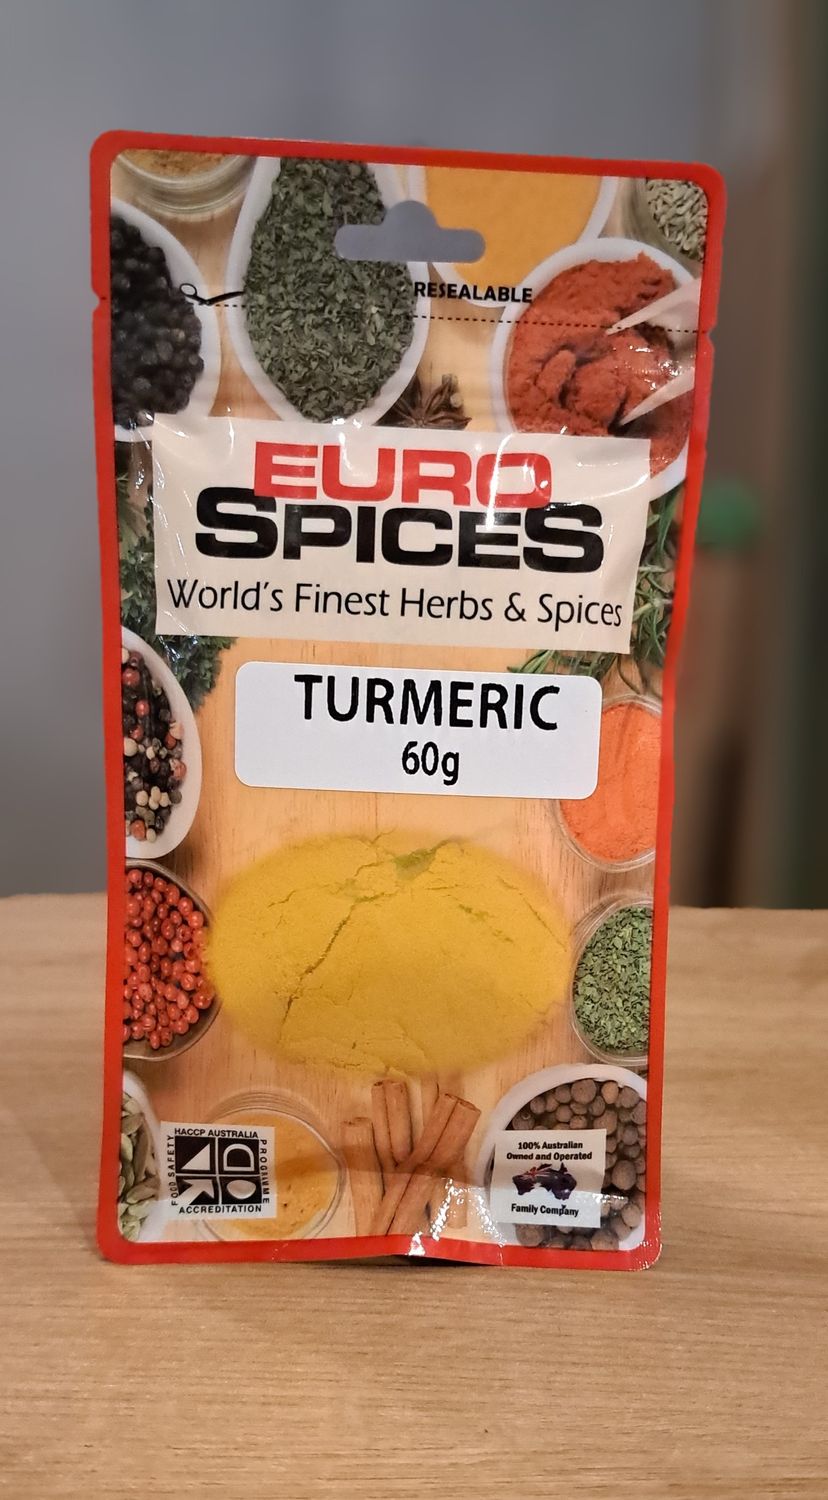 RESEALABLE
EURO
SPICES
World's Finest Herbs & Spices
TURMERIC
60g
HACCP AUSTRALIA
FOOD SAFETY
PROGRAMME
ACCREDITATION
100% Australian
Owned and Operated
Family Company